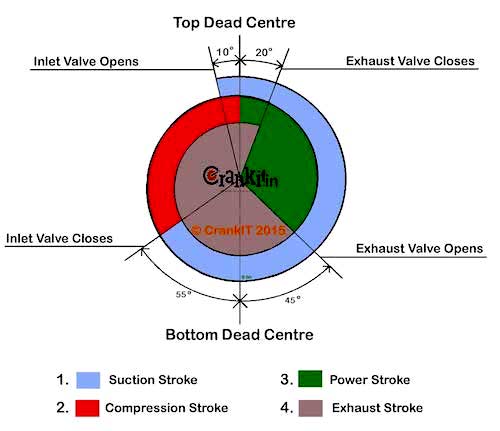 Top Dead Centre
10° 20°
Inlet Valve Opens
Exhaust Valve Closes
Crankit.in
© CrankIT 2015
Inlet Valve Closes
Exhaust Valve Opens
55° 45°
Bottom Dead Centre
1. Suction Stroke
3. Power Stroke
2. Compression Stroke
4. Exhaust Stroke